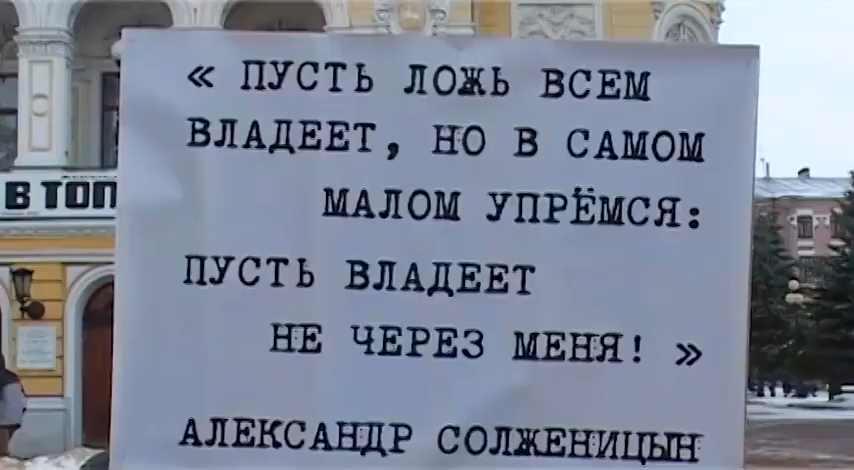 « ПУСТЬ ЛОЖЬ ВСЕМ
ВЛАДЕЕТ, НО В САМОМ
МАЛОМ УПРЁМСЯ:
ПУСТЬ ВЛАДЕЕТ
НЕ ЧЕРЕЗ МЕНЯ! »
АЛЕКСАНДР СОЛЖЕНИЦЫН
В ТОП